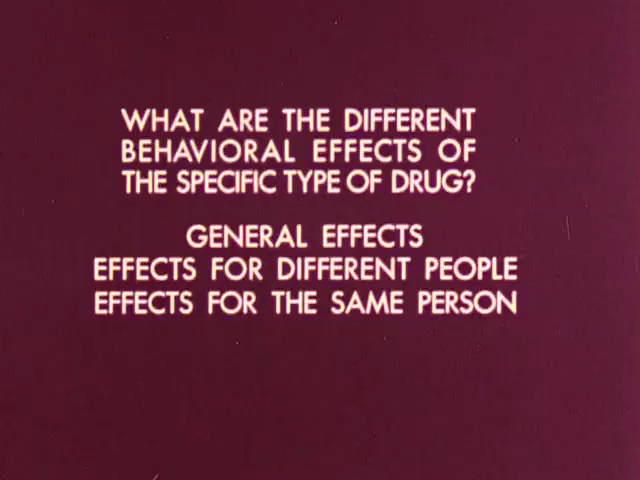 WHAT ARE THE DIFFERENT
BEHAVIORAL EFFECTS OF
THE SPECIFIC TYPE OF DRUG?
GENERAL EFFECTS
EFFECTS FOR DIFFERENT PEOPLE
EFFECTS FOR THE SAME PERSON